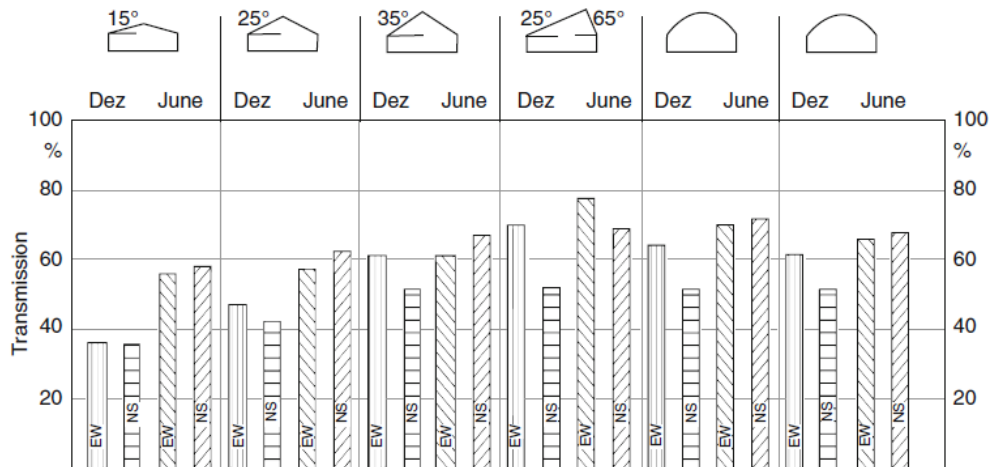 15° 25° 35° 25° 65°
Dez June Dez June Dez June Dez June Dez June Dez June
100 100
% %
80 80
60 60
40 40
20 20
Transmission
EW NS EW NS EW NS EW NS EW NS EW NS EW NS EW NS EW NS EW NS EW NS EW NS